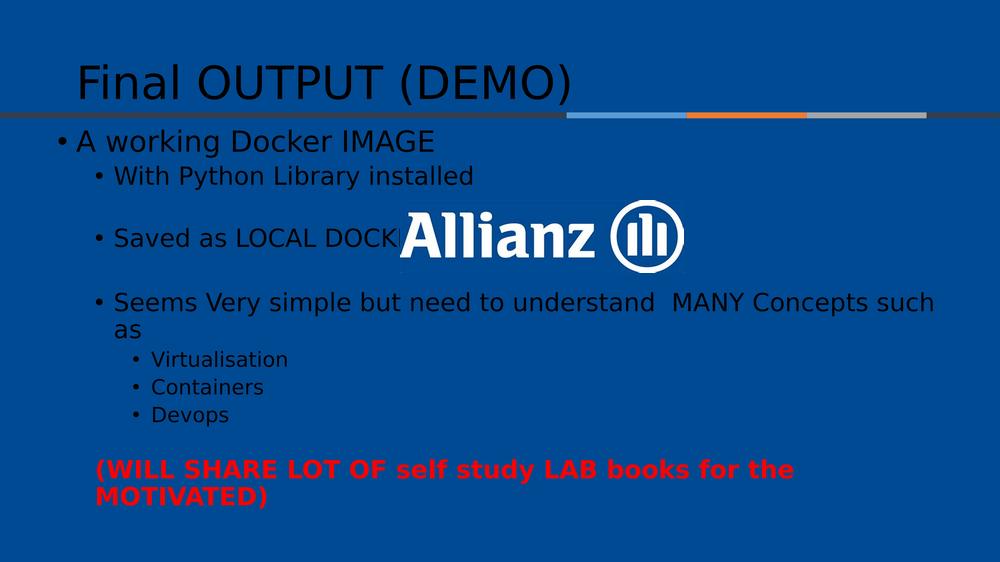 Final OUTPUT (DEMO)
• A working Docker IMAGE
• With Python Library installed
• Saved as LOCAL
Allianz
• Seems Very simple but need to understand  MANY Concepts such
as
• Virtualisation
• Containers
• Devops
(WILL SHARE LOT OF self study LAB books for the
MOTIVATED)